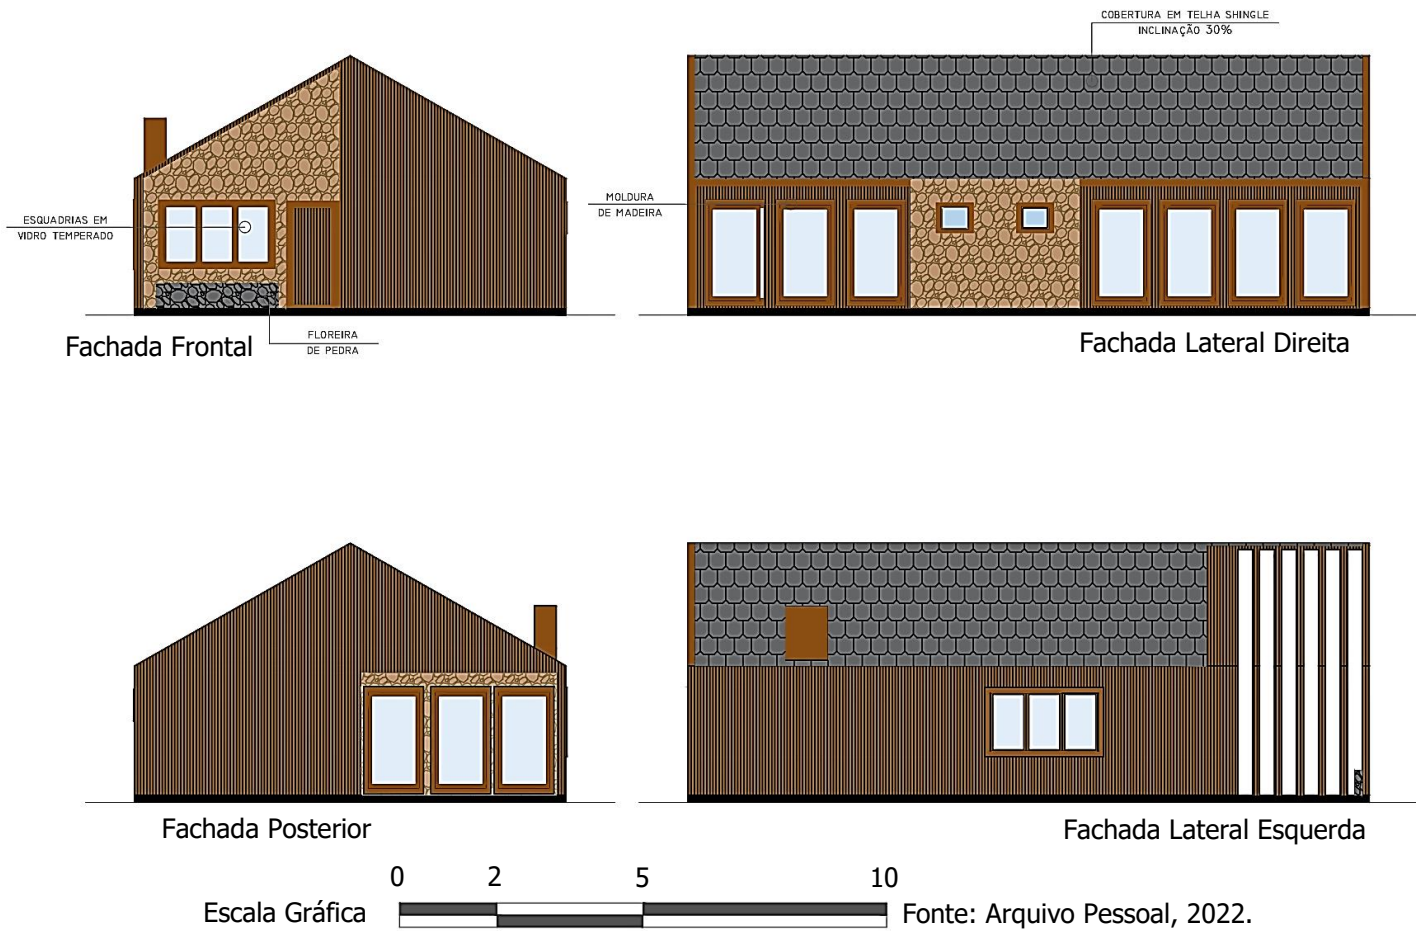 COBERTURA EM TELHA SHINGLE
INCLINAÇÃO 30%
ESQUADRIAS EM
VIDRO TEMPERADO
MOLDURA
DE MADEIRA
FLOREIRA
DE PEDRA
Fachada Frontal
Fachada Lateral Direita
Fachada Posterior
Fachada Lateral Esquerda
0 2 5 10
Escala Gráfica
Fonte: Arquivo Pessoal, 2022.